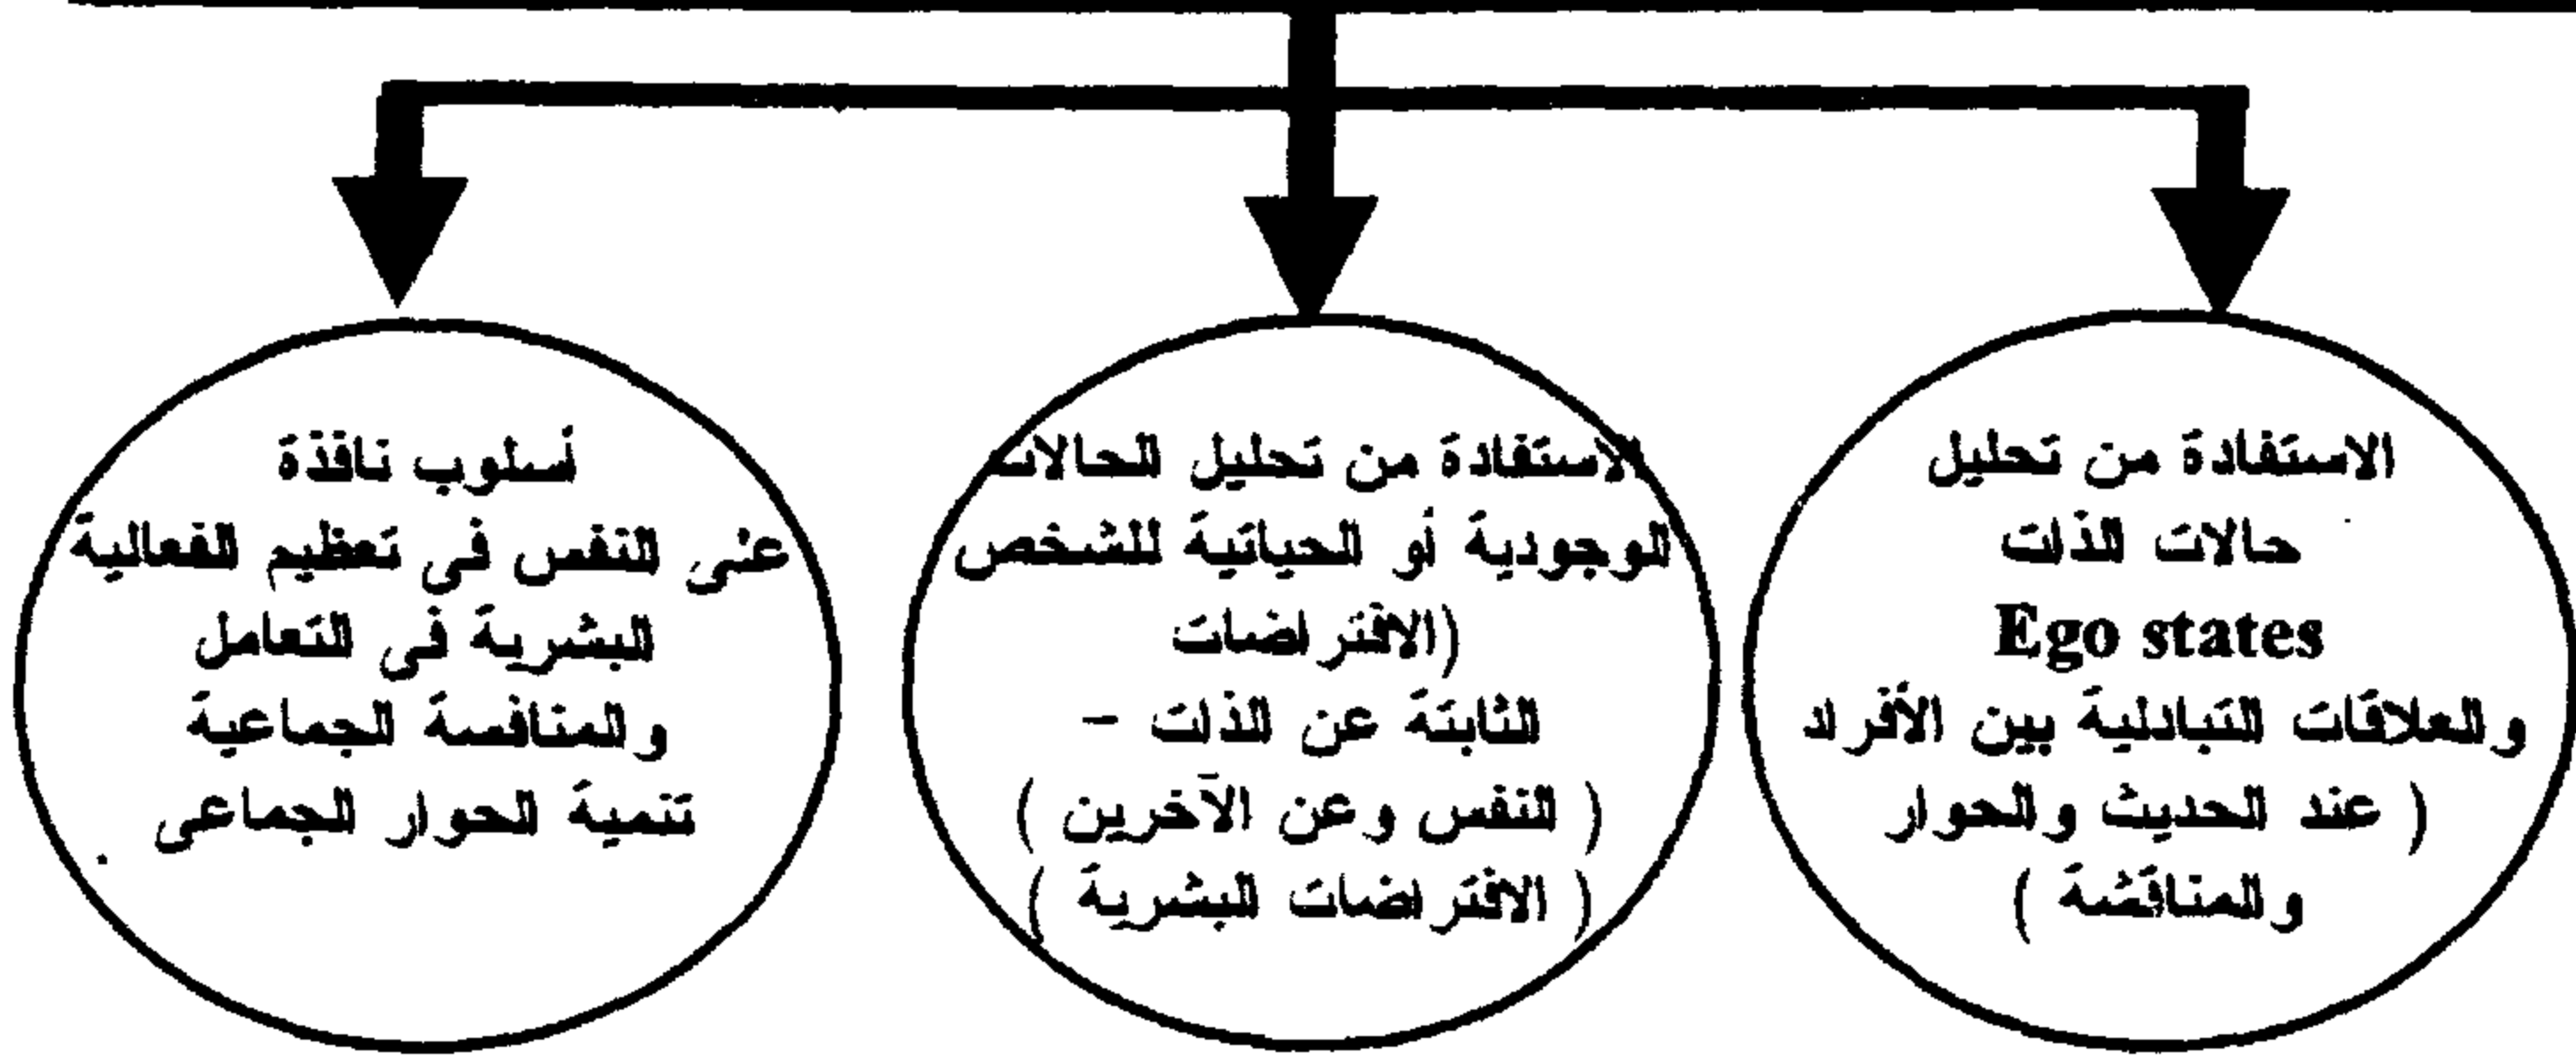 الاستفادة من تحليل
حالات الذات
Ego states
والعلاقات التبادلية بين الأفراد
( عند الحديث والحوار
والمناقشة )
الاستفادة من تحليل الحالات
الوجودية أو الحياتية للشخص
(الافتراضات
الثابتة عن الذات –
( النفس وعن الآخرين )
( الافتراضات البشرية )
أسلوب نافذة
على النفس فى تعظيم الفعالية
البشرية فى التعامل
والمنافسة الجماعية
تنمية الحوار الجماعى